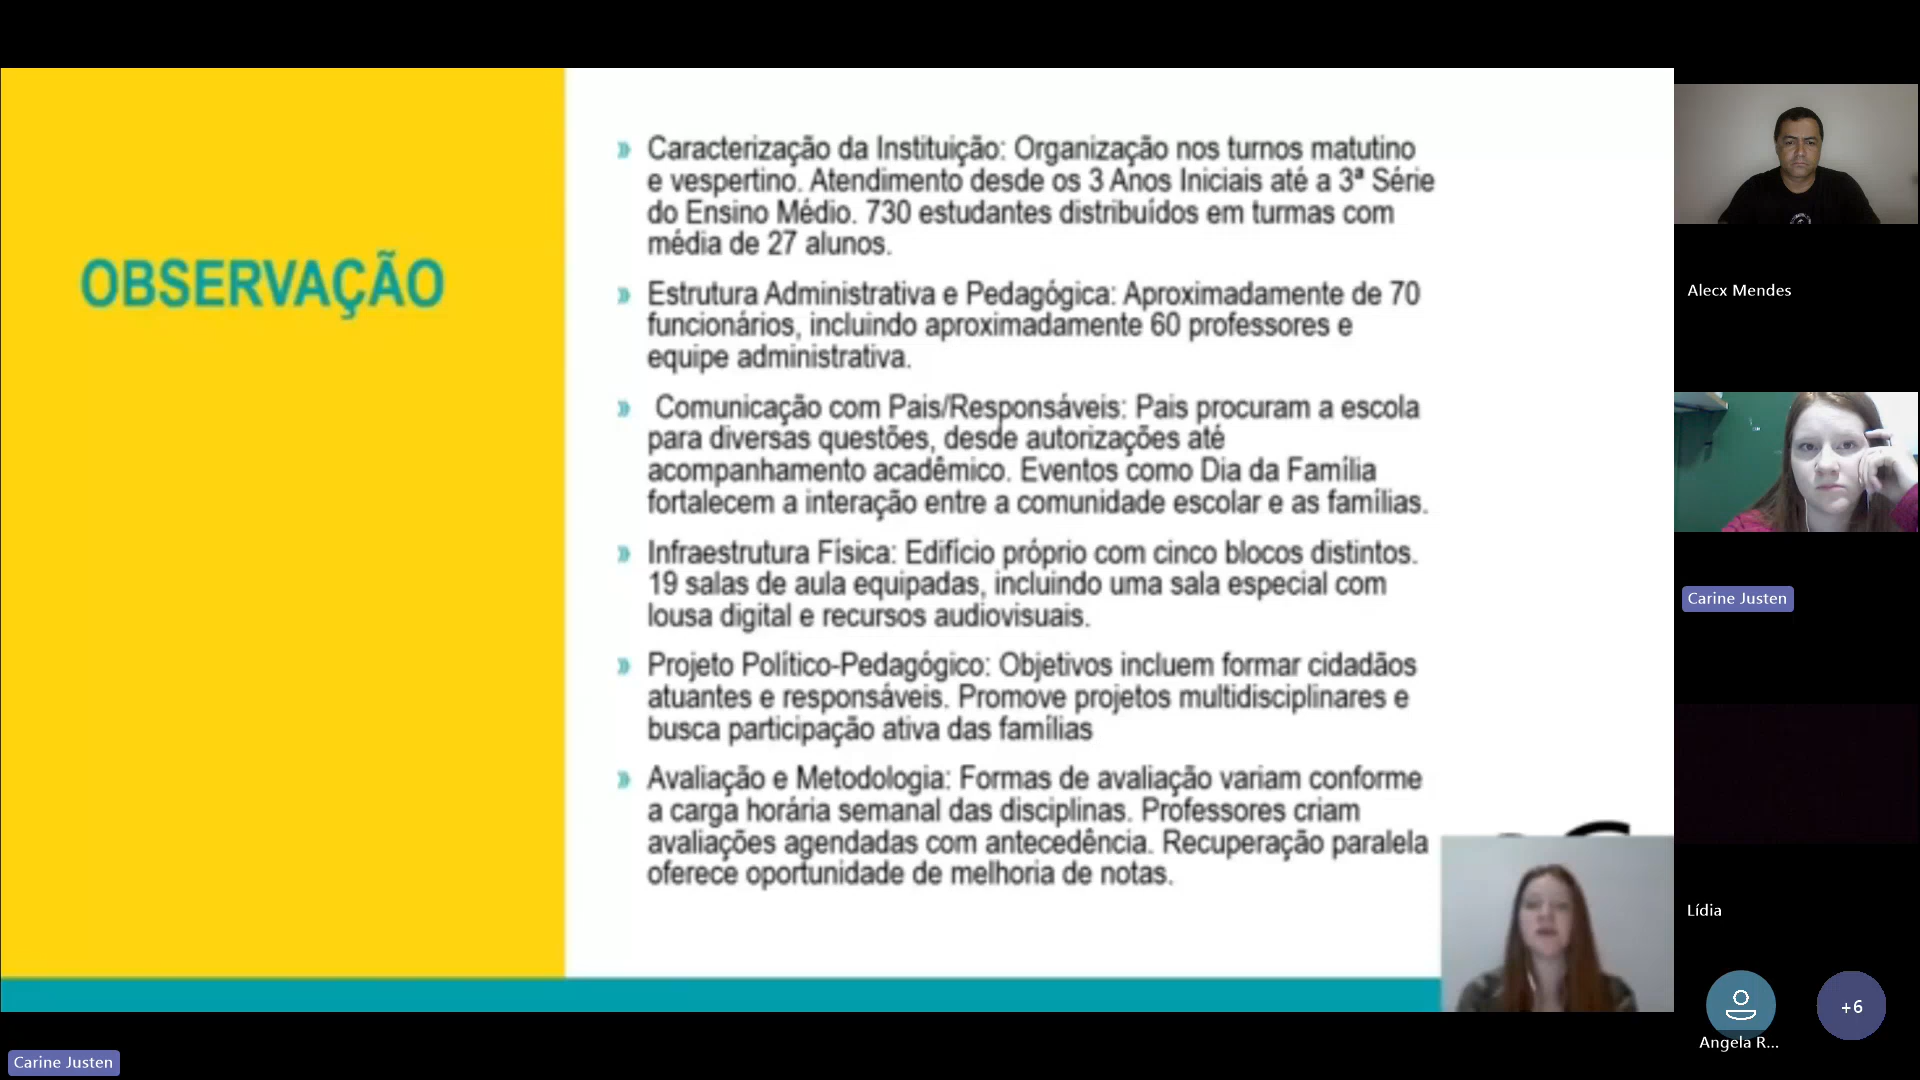 OBSERVAÇÃO
Caracterização da Instituição: Organização nos turnos matutino
e vespertino. Atendimento desde os 3 Anos Iniciais até a 3ª Série
do Ensino Médio. 730 estudantes distribuídos em turmas com
média de 27 alunos.
Estrutura Administrativa e Pedagógica: Aproximadamente de 70
funcionários, incluindo aproximadamente 60 professores e
equipe administrativa.
Comunicação com Pais/Responsáveis: Pais procuram a escola
para diversas questões, desde autorizações até
acompanhamento acadêmico. Eventos como Dia da Família
fortalecem a interação entre a comunidade escolar e as famílias.
Infraestrutura Física: Edifício próprio com cinco blocos distintos.
19 salas de aula equipadas, incluindo uma sala especial com
lousa digital e recursos audiovisuais.
Projeto Político-Pedagógico: Objetivos incluem formar cidadãos
atuantes e responsáveis. Promove projetos multidisciplinares e
busca participação ativa das famílias
Avaliação e Metodologia: Formas de avaliação variam conforme
a carga horária semanal das disciplinas. Professores criam
avaliações agendadas com antecedência. Recuperação paralela
oferece oportunidade de melhoria de notas.
Alecx Mendes
Carine Justen
Lídia
Angela R...
+6
Carine Justen